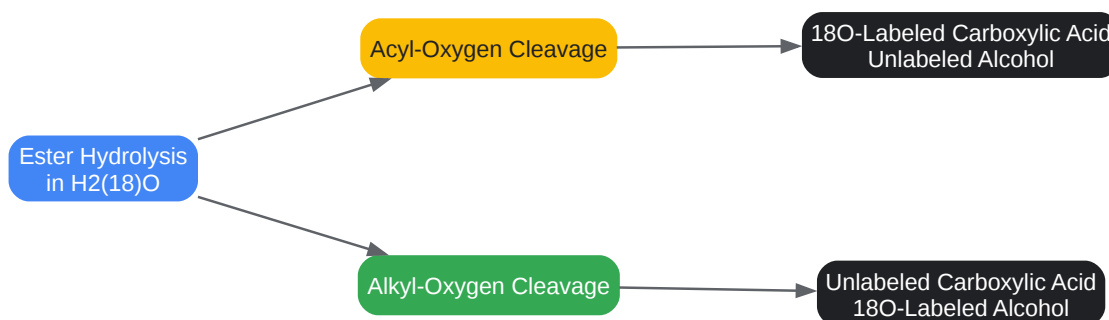 Acyl-Oxygen Cleavage
18O-Labeled Carboxylic Acid
Unlabeled Alcohol
Ester Hydrolysis
in H2(18)O
Alkyl-Oxygen Cleavage
Unlabeled Carboxylic Acid
18O-Labeled Alcohol